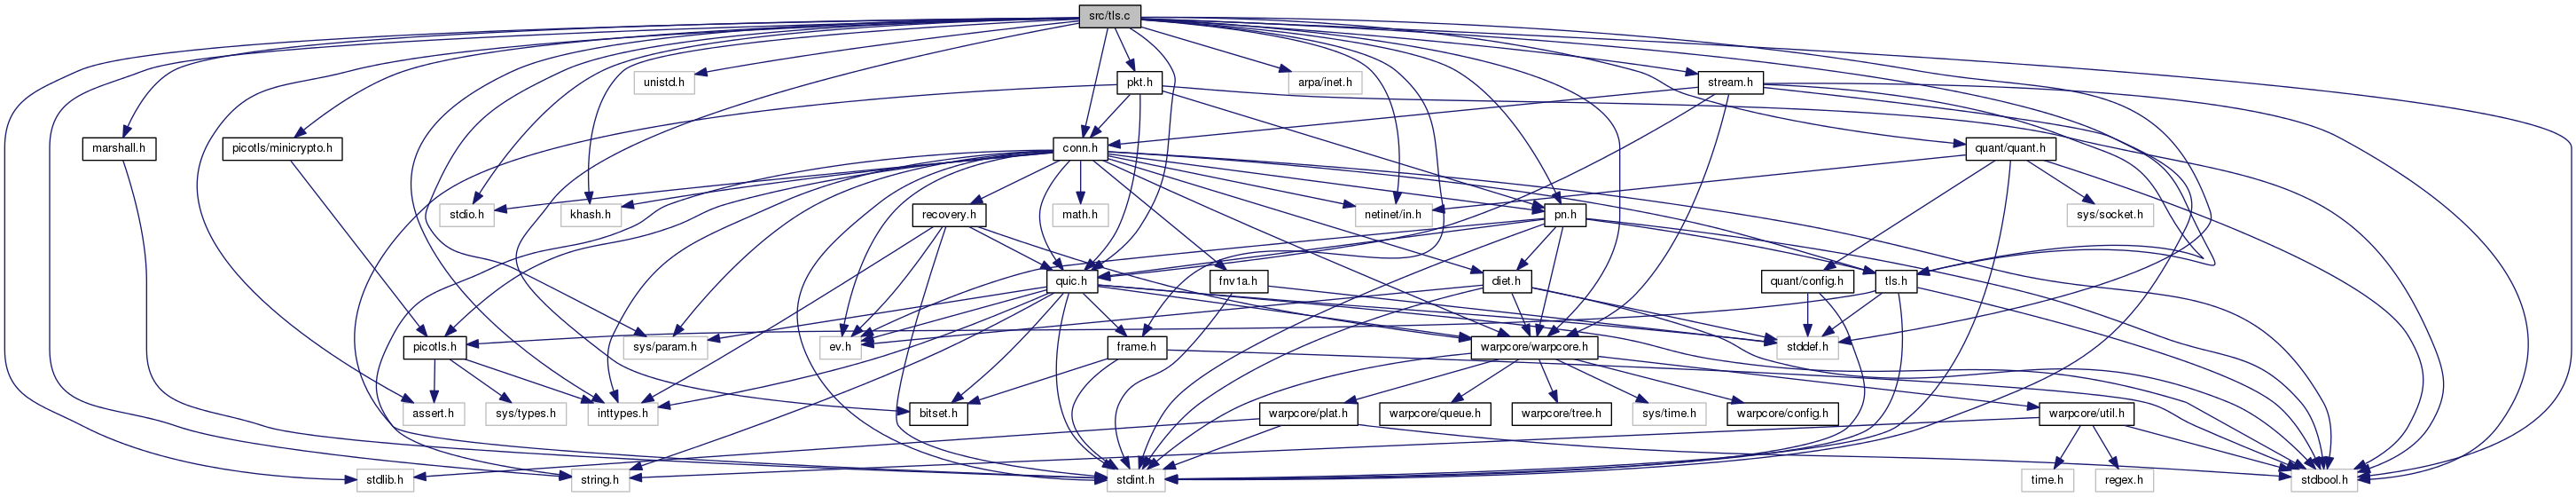 src/tls.c
unistd.h
pkt.h
arpa/inet.h
stream.h
marshall.h
picotls/minicrypto.h
conn.h
quant/quant.h
stdio.h
khash.h
recovery.h
math.h
netinet/in.h
pn.h
sys/socket.h
quic.h
fnv1a.h
diet.h
quant/config.h
tls.h
picotls.h
sys/param.h
ev.h
frame.h
warpcore/warpcore.h
stddef.h
assert.h
sys/types.h
inttypes.h
bitset.h
warpcore/plat.h
warpcore/queue.h
warpcore/tree.h
sys/time.h
warpcore/config.h
warpcore/util.h
stdlib.h
string.h
stdint.h
time.h
regex.h
stdbool.h